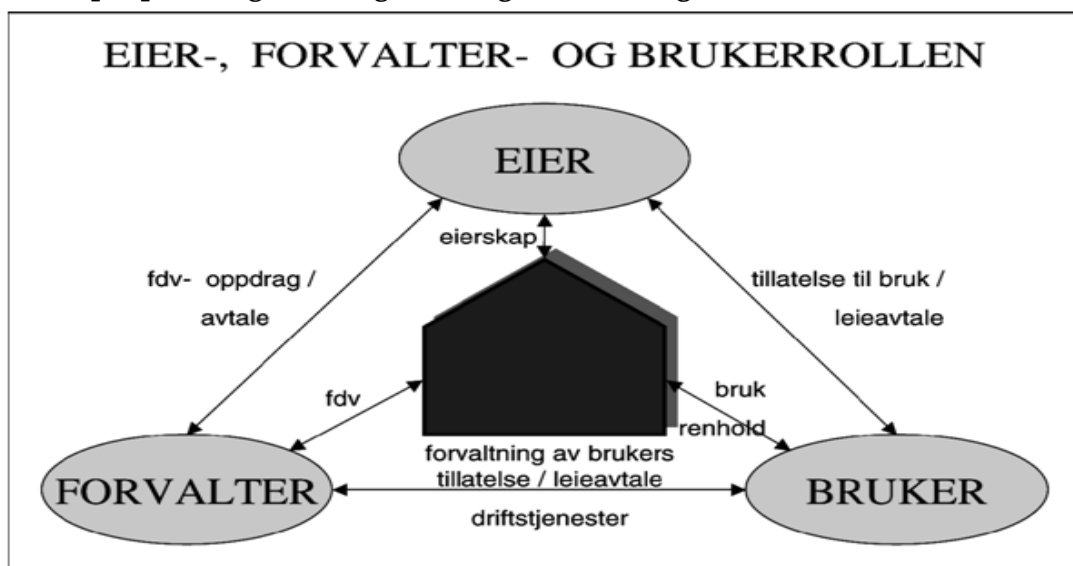 EIER-, FORVALTER- OG BRUKERROLLEN
EIER
eierskap
fdv- oppdrag /
avtale
tillatelse til bruk /
leieavtale
fdv
bruk
renhold
forvaltning av brukers
tillatelse / leieavtale
FORVALTER
BRUKER
driftstjenester